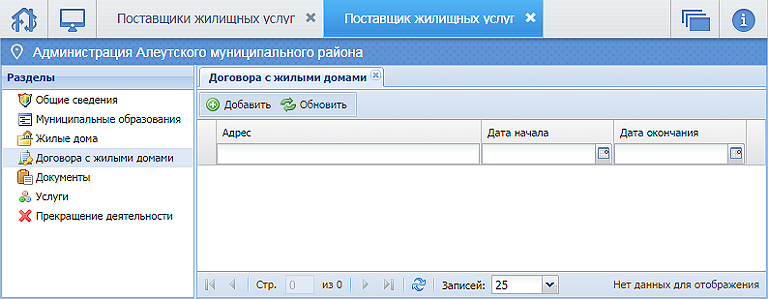 Поставщики жилищных услуг
Поставщик жилищных услуг
Администрация Алеутского муниципального района
Разделы
Общие сведения
Муниципальные образования
Жилые дома
Договора с жилыми домами
Документы
Услуги
Прекращение деятельности
Договора с жилыми домами
Добавить Обновить
Адрес Дата начала Дата окончания
Стр. 0 из 0 Записей: 25 Нет данных для отображения